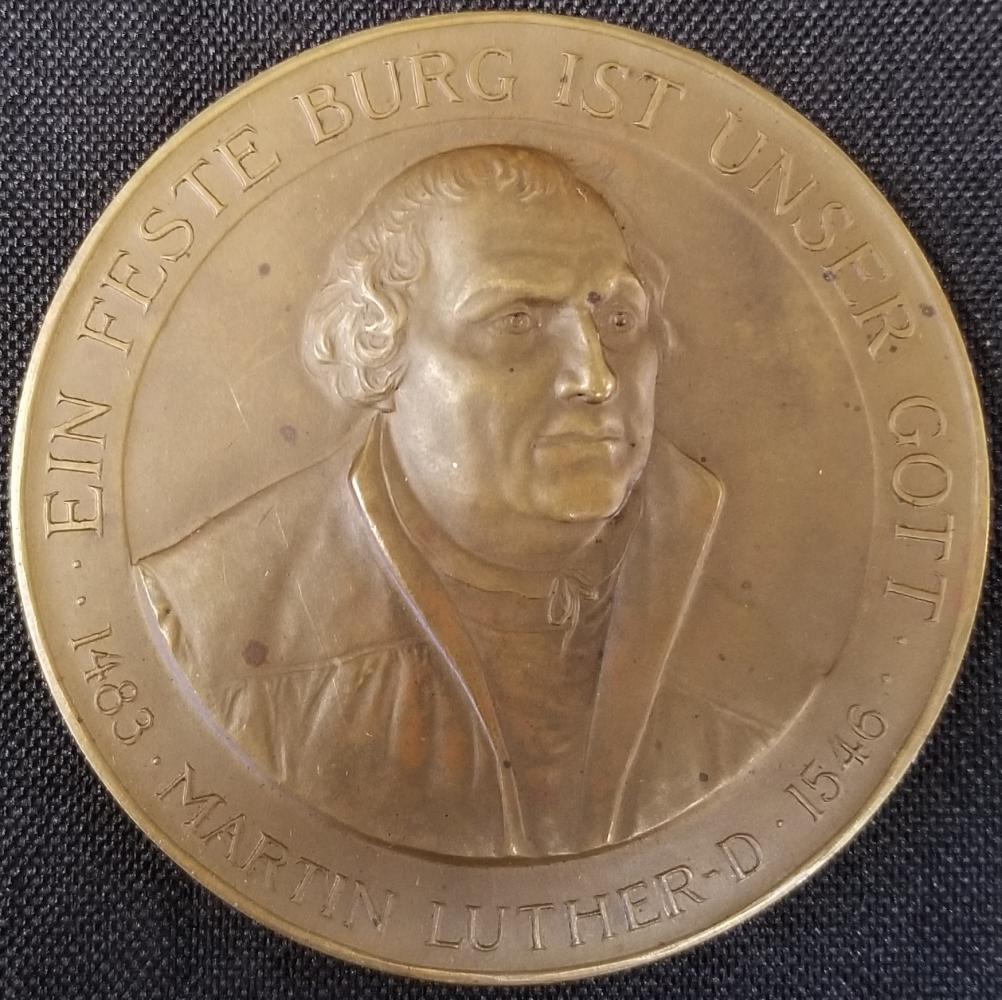 EIN FESTE BURG IST UNSER GOTT
· 1483 · MARTIN LUTHER-D · 1546 ·